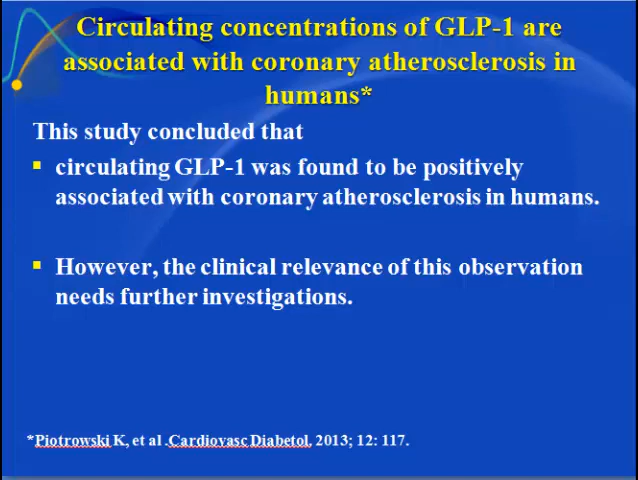 Circulating concentrations of GLP-1 are
associated with coronary atherosclerosis in
humans*
This study concluded that
circulating GLP-1 was found to be positively
associated with coronary atherosclerosis in humans.
However, the clinical relevance of this observation
needs further investigations.
*Piotrowski K, et al .Cardiovasc Diabetol, 2013; 12: 117.